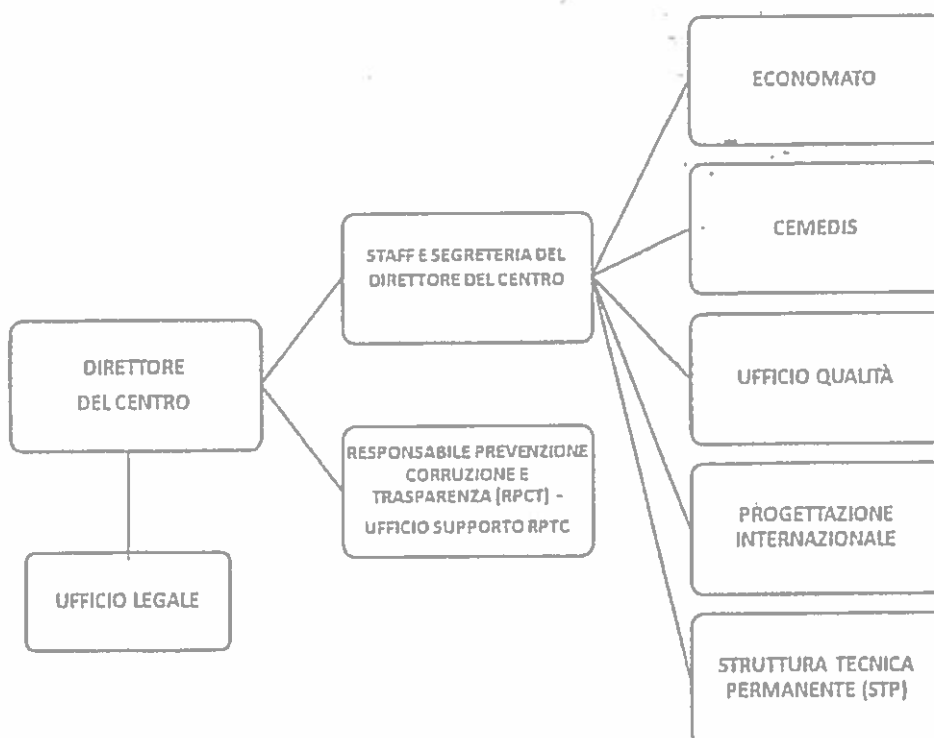 DIRETTORE
DEL CENTRO
UFFICIO LEGALE
STAFF E SEGRETERIA DEL
DIRETTORE DEL CENTRO
RESPONSABILE PREVENZIONE
CORRUZIONE E
TRASPARENZA (RPCT) -
UFFICIO SUPPORTO RPTC
ECONOMATO
CEMEDIS
UFFICIO QUALITÀ
PROGETTAZIONE
INTERNAZIONALE
STRUTTURA TECNICA
PERMANENTE (STP)